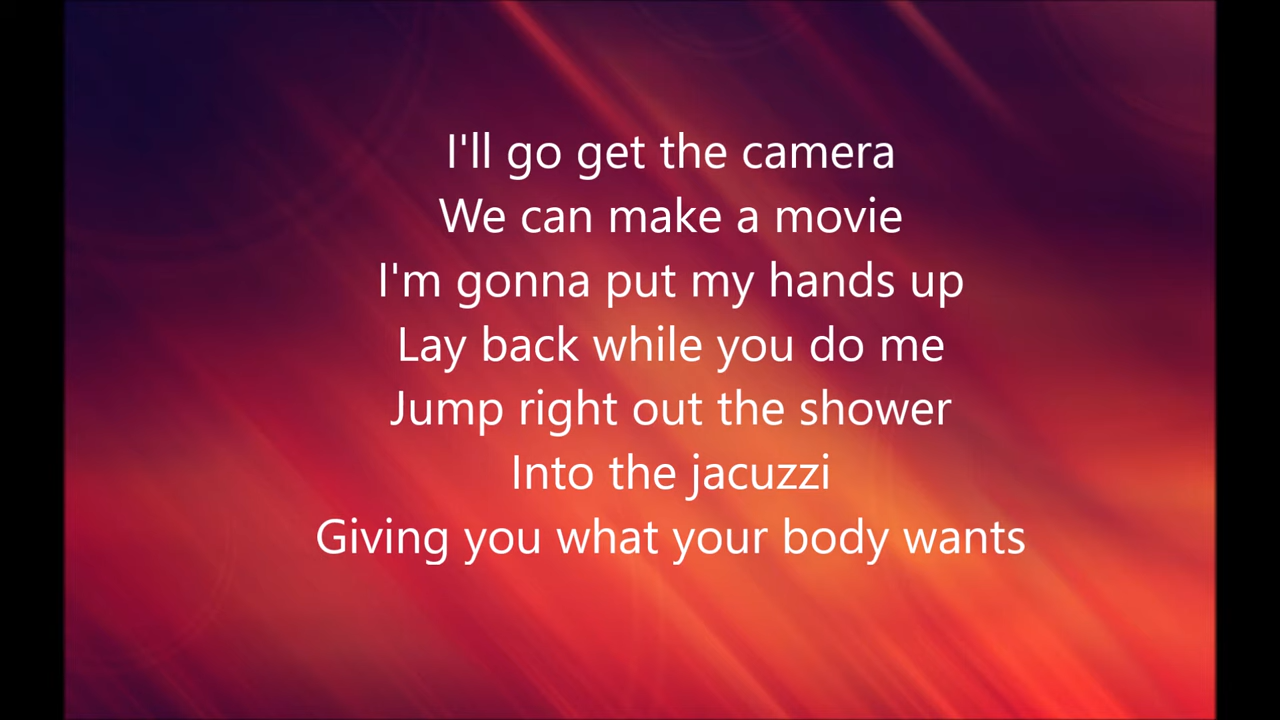 I'll go get the camera
We can make a movie
I'm gonna put my hands up
Lay back while you do me
Jump right out the shower
Into the jacuzzi
Giving you what your body wants